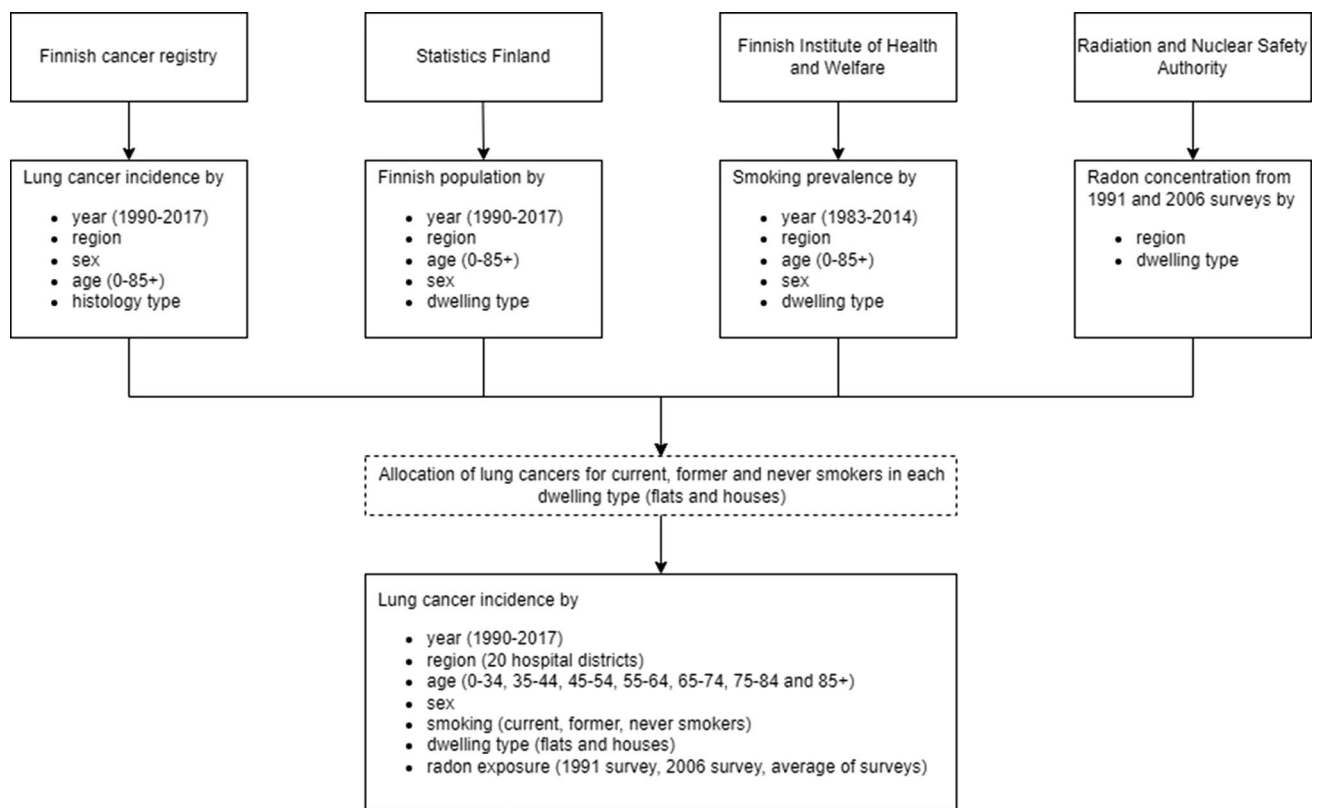 Finnish cancer registry
Statistics Finland
Finnish Institute of Health
and Welfare
Radiation and Nuclear Safety
Authority
Lung cancer incidence by
• year (1990-2017)
• region
• sex
• age (0-85+)
• histology type
Finnish population by
• year (1990-2017)
• region
• age (0-85+)
• sex
• dwelling type
Smoking prevalence by
• year (1983-2014)
• region
• age (0-85+)
• sex
• dwelling type
Radon concentration from
1991 and 2006 surveys by
• region
• dwelling type
Allocation of lung cancers for current, former and never smokers in each
dwelling type (flats and houses)
Lung cancer incidence by
• year (1990-2017)
• region (20 hospital districts)
• age (0-34, 35-44, 45-54, 55-64, 65-74, 75-84 and 85+)
• sex
• smoking (current, former, never smokers)
• dwelling type (flats and houses)
• radon exposure (1991 survey, 2006 survey, average of surveys)